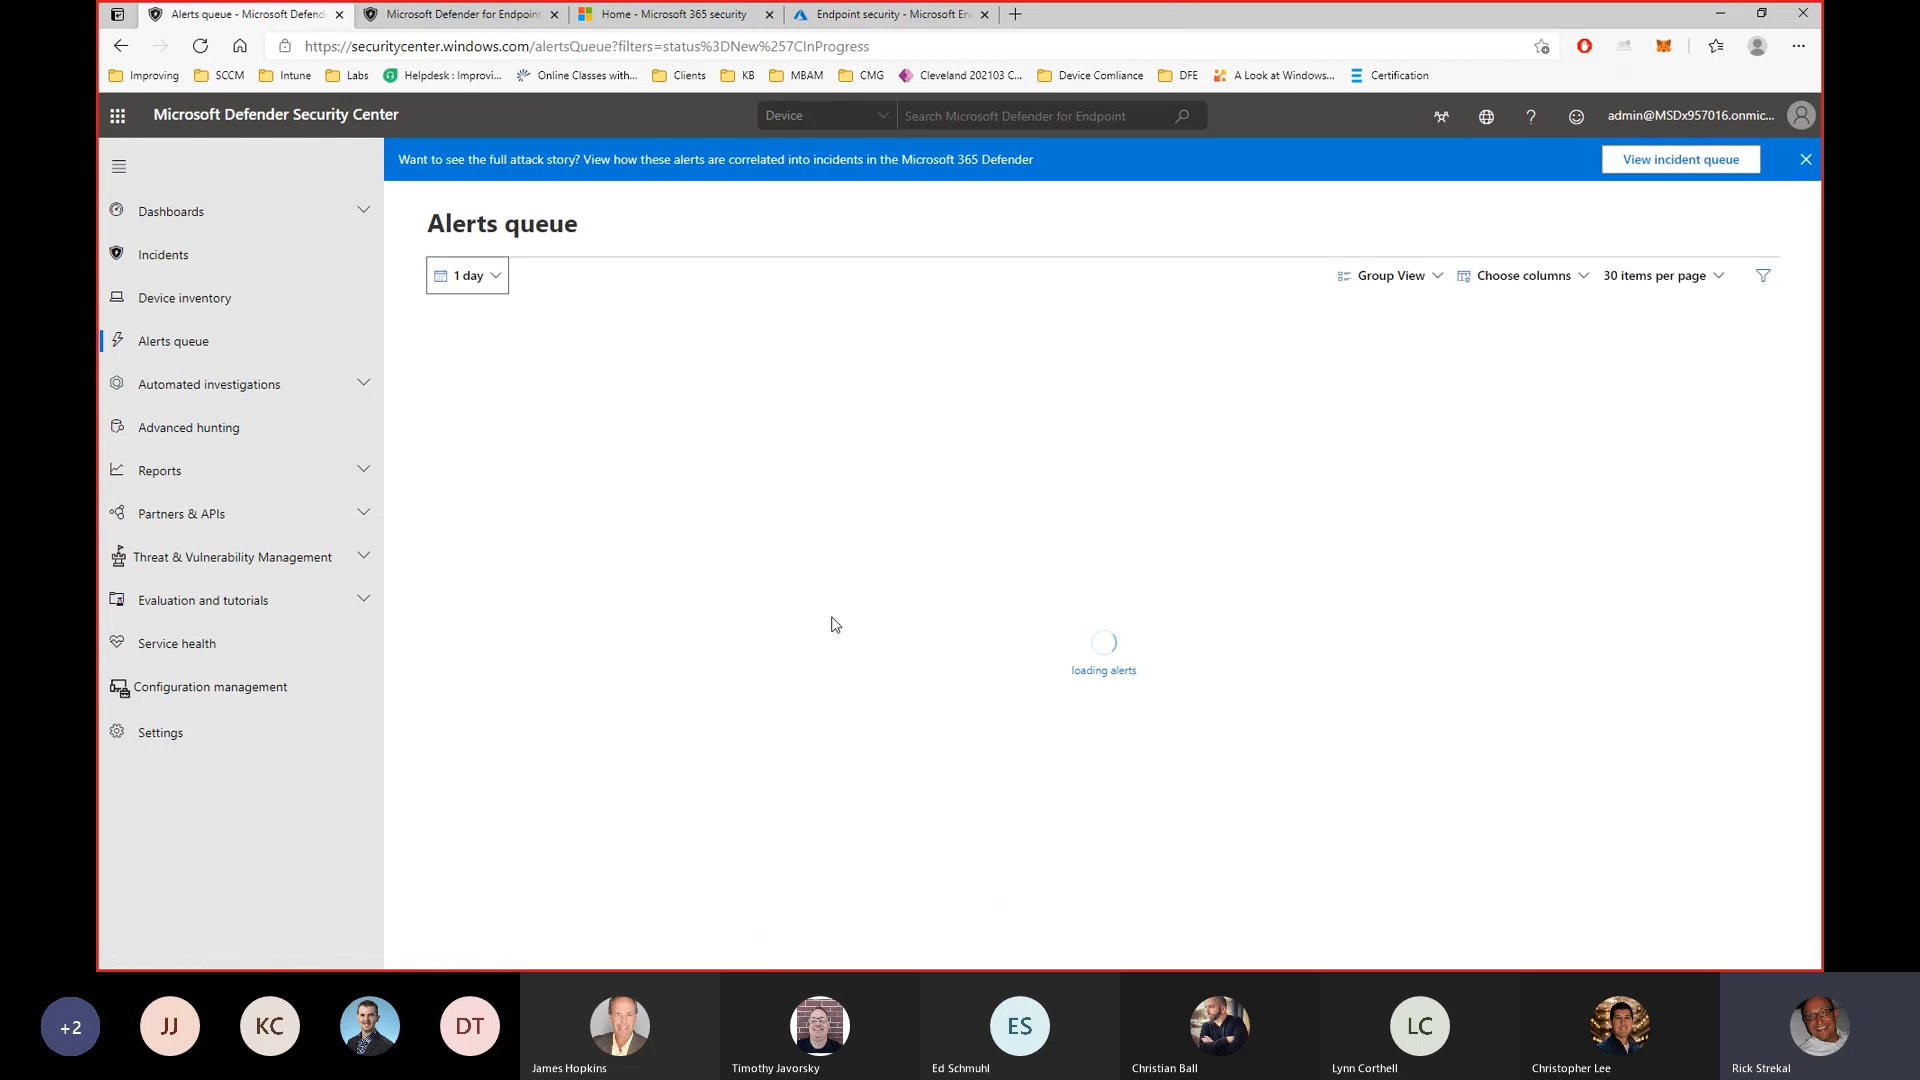 Alerts queue - Microsoft Defend
Microsoft Defender for Endpoint
Home - Microsoft 365 security
Endpoint security - Microsoft En
https://securitycenter.windows.com/alertsQueue?filters=status%3DNew%257CInProgress
Improving
SCCM
Intune
Labs
Helpdesk : Improvi...
Online Classes with...
Clients
KB
MBAM
CMG
Cleveland 202103 C...
Device Comliance
DFE
A Look at Windows...
Certification
Microsoft Defender Security Center
Device
Search Microsoft Defender for Endpoint
?
admin@MSDx957016.onmic...
Want to see the full attack story? View how these alerts are correlated into incidents in the Microsoft 365 Defender
View incident queue
Dashboards
Incidents
Device inventory
Alerts queue
Automated investigations
Advanced hunting
Reports
Partners & APIs
Threat & Vulnerability Management
Evaluation and tutorials
Service health
Configuration management
Settings
Alerts queue
1 day
Group View
Choose columns
30 items per page
loading alerts
+2
JJ
KC
DT
James Hopkins
Timothy Javorsky
ES
Ed Schmuhl
Christian Ball
LC
Lynn Corthell
Christopher Lee
Rick Strekal